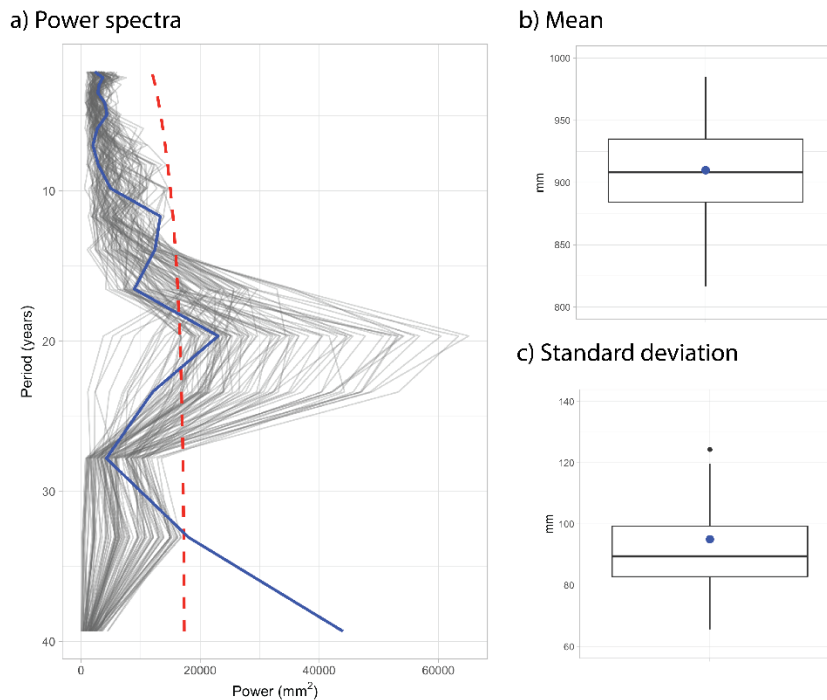 a) Power spectra
10
20
30
40
Period (years)
0
20000
40000
60000
Power (mm²)
b) Mean
1000
950
900
850
800
mm
c) Standard deviation
140
120
100
80
60
mm